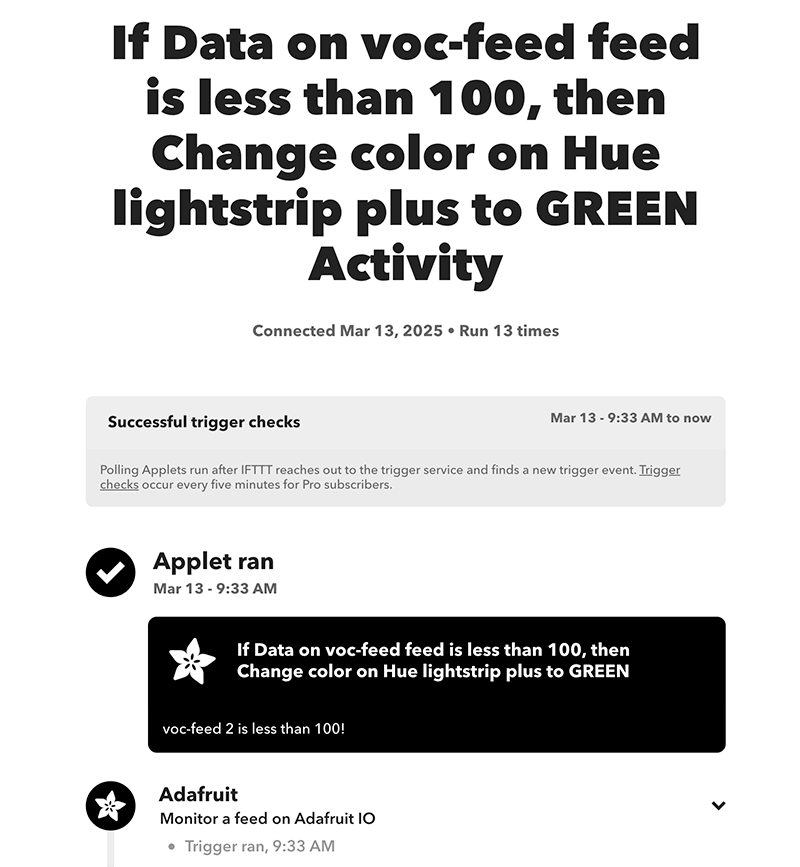 If Data on voc-feed feed
is less than 100, then
Change color on Hue
lightstrip plus to GREEN
Activity
Connected Mar 13, 2025 • Run 13 times
Successful trigger checks
Mar 13 - 9:33 AM to now
Polling Applets run after IFTTT reaches out to the trigger service and finds a new trigger event. Trigger
checks occur every five minutes for Pro subscribers.
Applet ran
Mar 13 - 9:33 AM
If Data on voc-feed feed is less than 100, then
Change color on Hue lightstrip plus to GREEN
voc-feed 2 is less than 100!
Adafruit
Monitor a feed on Adafruit IO
• Trigger ran, 9:33 AM